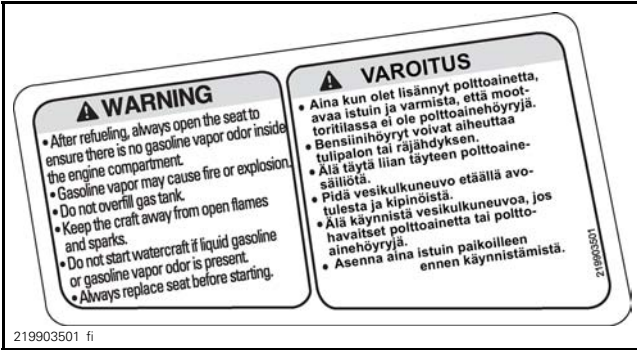 WARNING
• After refueling, always open the seat to
ensure there is no gasoline vapor odor inside
the engine compartment.
• Gasoline vapor may cause fire or explosion.
• Do not overfill gas tank.
• Keep the craft away from open flames
and sparks.
• Do not start watercraft if liquid gasoline
or gasoline vapor odor is present.
• Always replace seat before starting.
VAROITUS
• Aina kun olet lisännyt polttoainetta,
avaa istuin ja varmista, että moot-
toritilassa ei ole polttoainehöyryjä.
• Bensiinihöyryt voivat aiheuttaa
tulipalon tai räjähdyksen.
• Älä täytä liian täyteen polttoaine-
säiliötä.
• Pidä vesikulkuneuvo etäällä avo-
tulesta ja kipinöistä.
• Älä käynnistä vesikulkuneuvoa, jos
havaitset polttoainetta tai poltto-
ainehöyryjä.
• Asenna aina istuin paikoilleen
ennen käynnistämistä.
219903501
219903501 fi